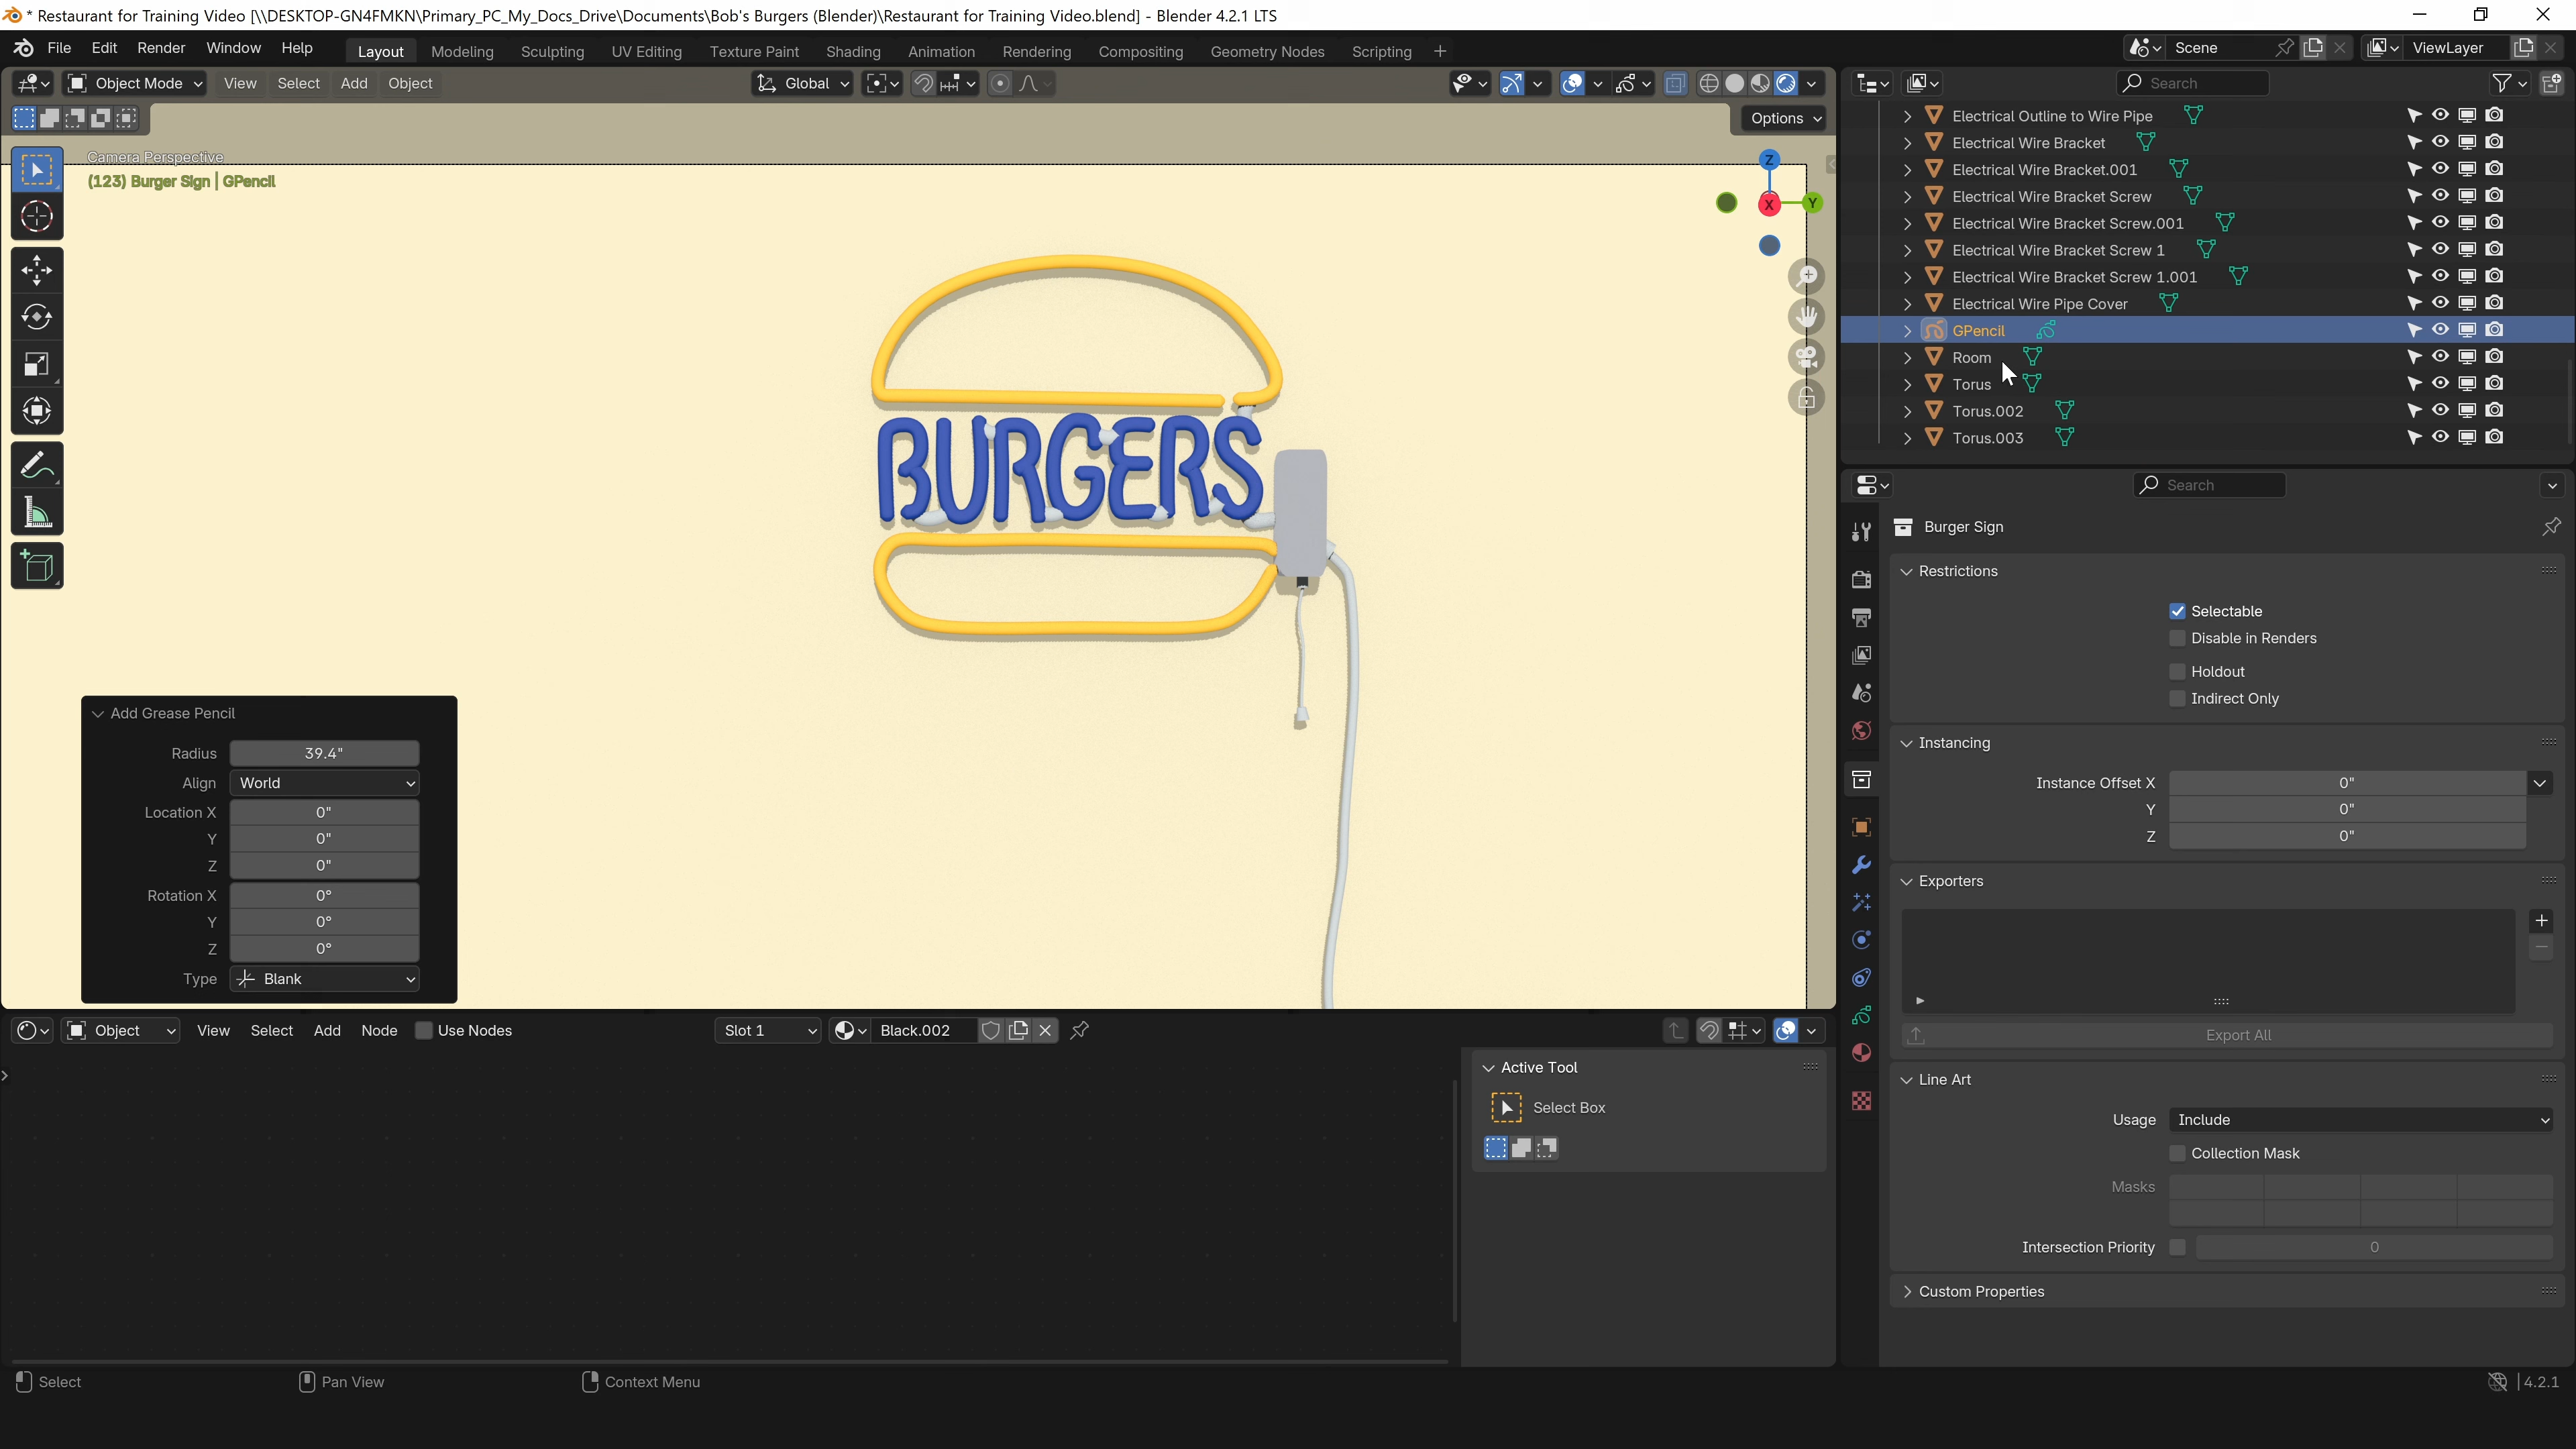 * Restaurant for Training Video [\\DESKTOP-GN4FMKN\Primary_PC_My_Docs_Drive\Documents\Bob's Burgers (Blender)\Restaurant for Training Video.blend] - Blender 4.2.1 LTS
File Edit Render Window Help Layout Modeling Sculpting UV Editing Texture Paint Shading Animation Rendering Compositing Geometry Nodes Scripting + Scene ViewLayer
Object Mode View Select Add Object Global Search
Options
Camera Perspective
(123) Burger Sign | GPencil
Z
X
Y
BURGERS
Add Grease Pencil
Radius 39.4"
Align World
Location X 0"
Y 0"
Z 0"
Rotation X 0°
Y 0°
Z 0°
Type Blank
Electrical Outline to Wire Pipe
Electrical Wire Bracket
Electrical Wire Bracket.001
Electrical Wire Bracket Screw
Electrical Wire Bracket Screw.001
Electrical Wire Bracket Screw 1
Electrical Wire Bracket Screw 1.001
Electrical Wire Pipe Cover
GPencil
Room
Torus
Torus.002
Torus.003
Search
Burger Sign
Restrictions
Selectable
Disable in Renders
Holdout
Indirect Only
Instancing
Instance Offset X 0"
Y 0"
Z 0"
Exporters
Export All
Line Art
Usage Include
Collection Mask
Masks
Intersection Priority 0
Custom Properties
Object View Select Add Node Use Nodes Slot 1 Black.002
Active Tool
Select Box
Select Pan View Context Menu 4.2.1